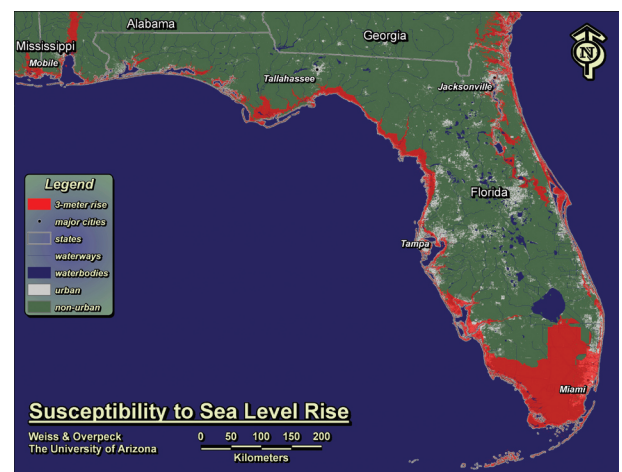 Alabama
Georgia
Mississippi
Mobile
Tallahassee
Jacksonville
N
Legend
3-meter rise
major cities
states
waterways
waterbodies
urban
non-urban
Florida
Tampa
Miami
Susceptibility to Sea Level Rise
Weiss & Overpeck
The University of Arizona
0 50 100 150 200
Kilometers